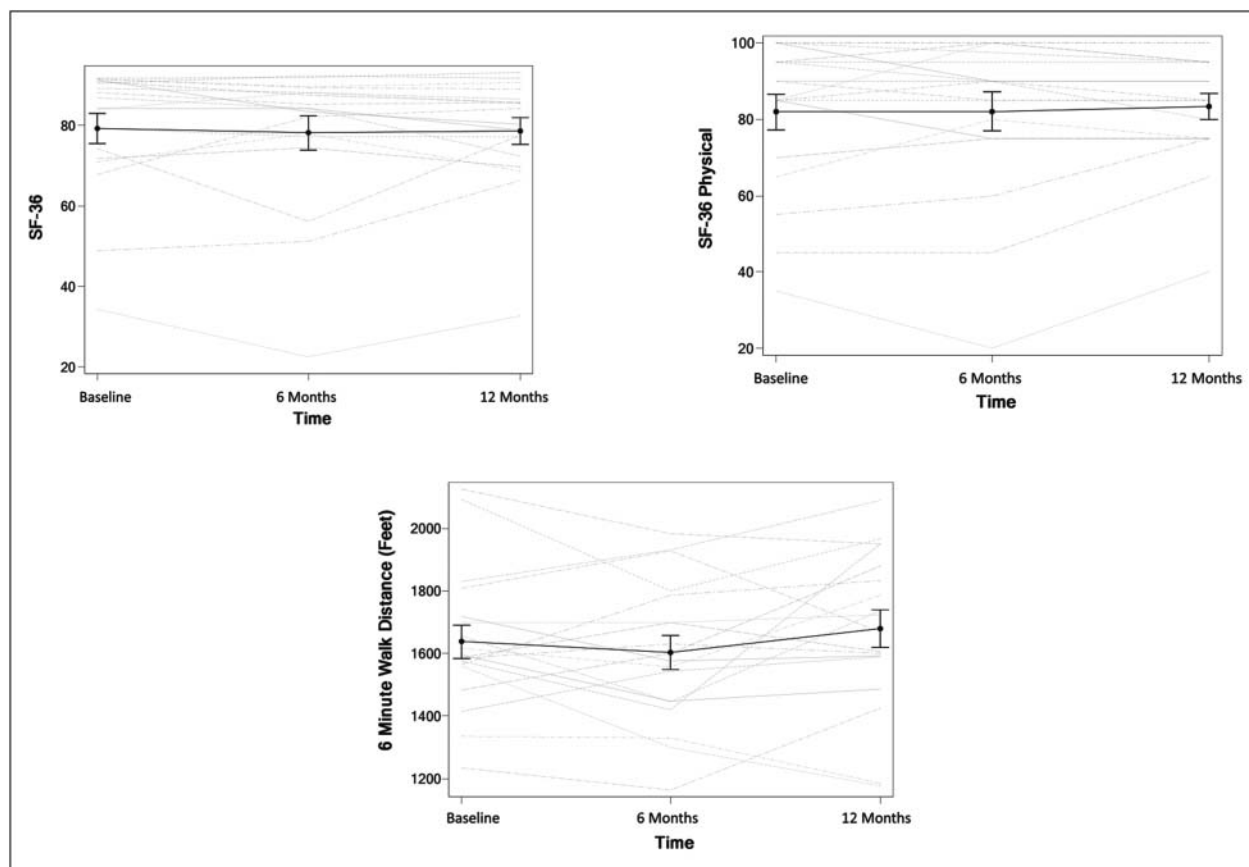 SF-36
80
60
40
20
Baseline
6 Months
12 Months
Time
SF-36 Physical
100
80
60
40
20
Baseline
6 Months
12 Months
Time
6 Minute Walk Distance (Feet)
2000
1800
1600
1400
1200
Baseline
6 Months
12 Months
Time